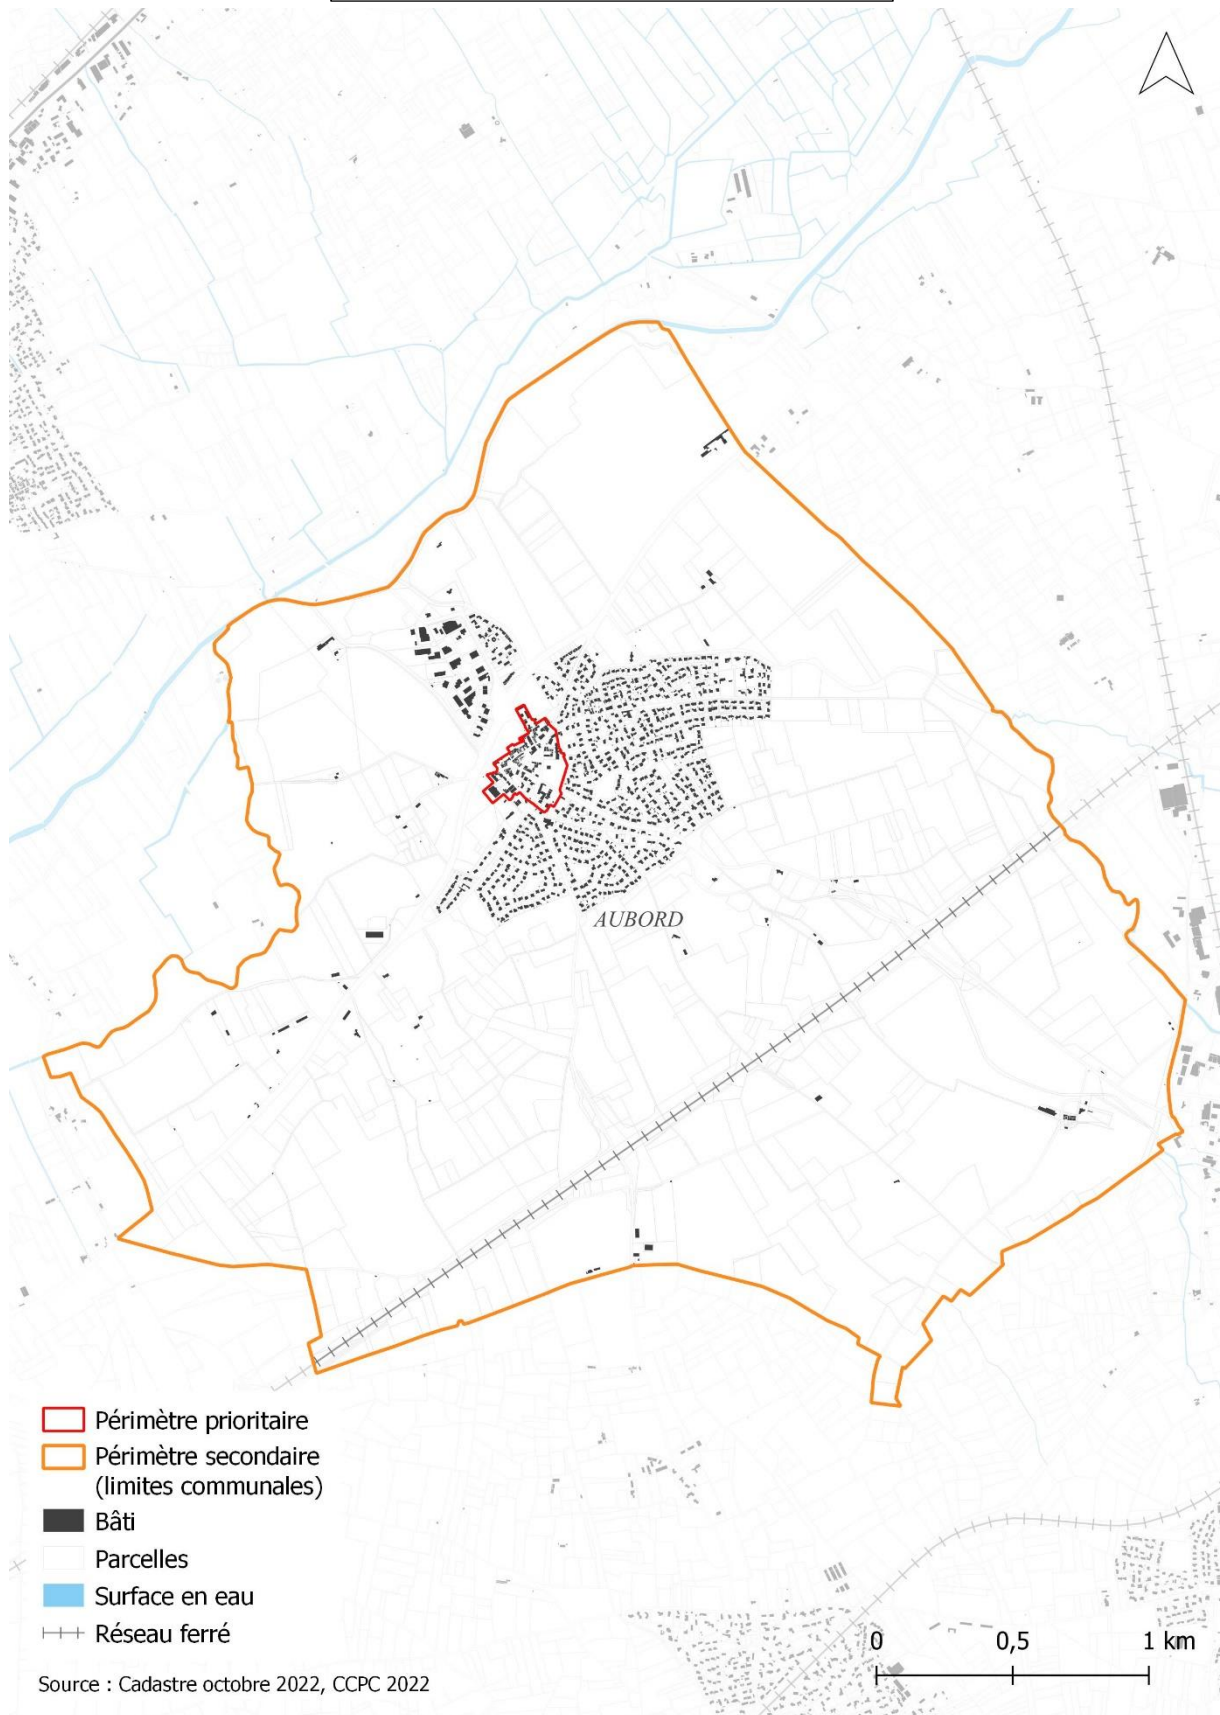 AUBORD
Périmètre prioritaire
Périmètre secondaire
(limites communales)
Bâti
Parcelles
Surface en eau
Réseau ferré
0 0,5 1 km
Source : Cadastre octobre 2022, CCPC 2022